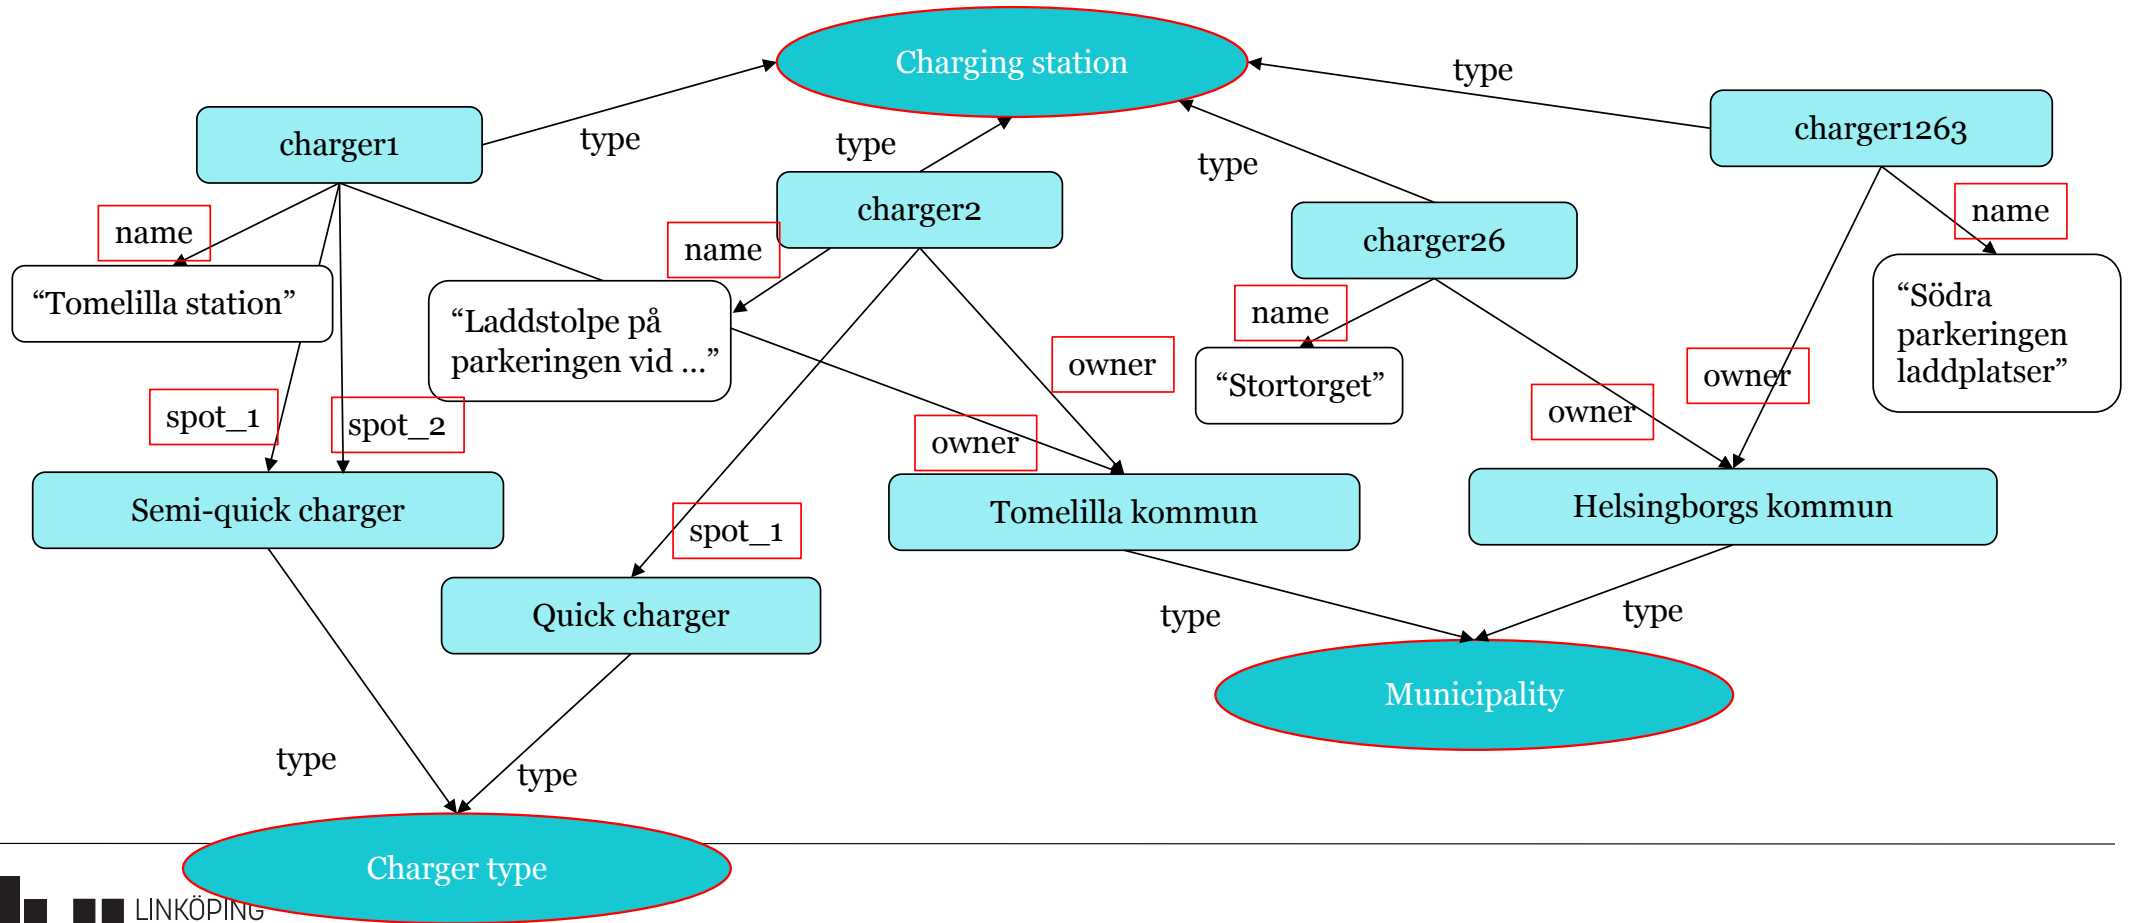 Charging station
type
charger1
type
type
type
charger1263
charger2
charger26
name
name
name
name
"Tomelilla station"
"Laddstolpe på
parkeringen vid …"
"Södra
parkeringen
laddplatser"
"Stortorget"
owner
owner
owner
owner
spot_1
spot_2
Semi-quick charger
Tomelilla kommun
Helsingborgs kommun
spot_1
Quick charger
type
type
Municipality
type
type
Charger type
LINKÖPING